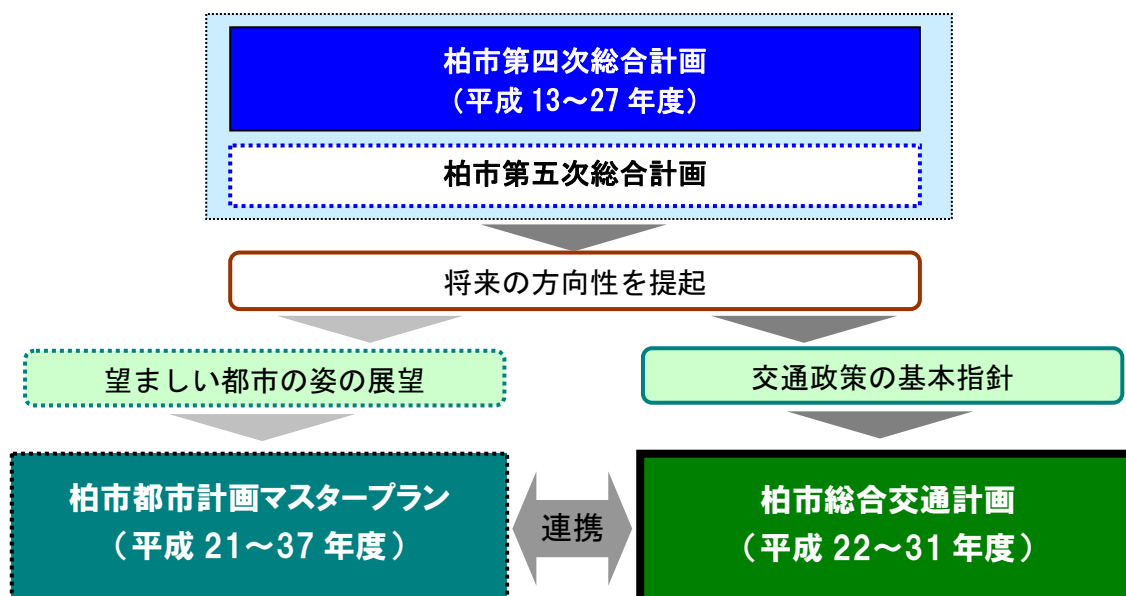 柏市第四次総合計画
（平成 13～27 年度）
柏市第五次総合計画
将来の方向性を提起
望ましい都市の姿の展望
交通政策の基本指針
柏市都市計画マスタープラン
（平成 21～37 年度）
連携
柏市総合交通計画
（平成 22～31 年度）